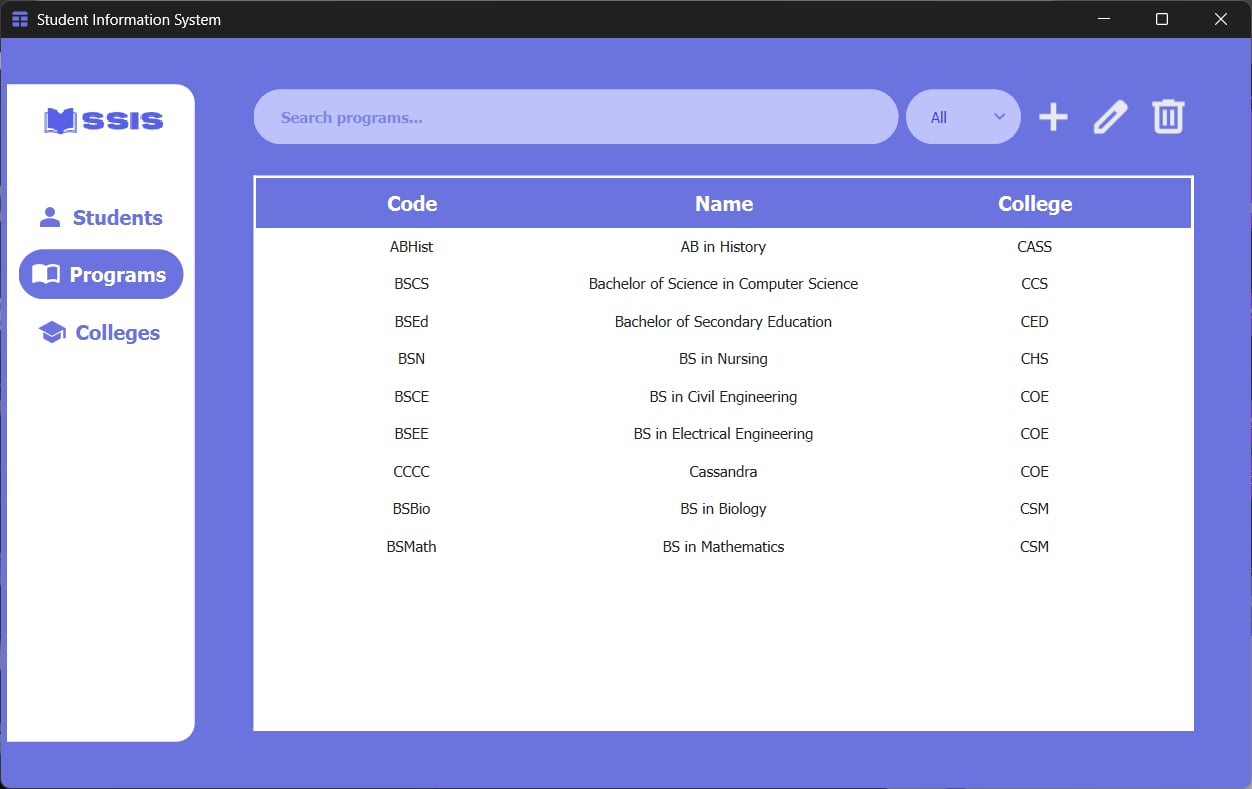 Student Information System
SSIS
Search programs...
All
Students
Programs
Colleges
Code Name College
ABHist AB in History CASS
BSCS Bachelor of Science in Computer Science CCS
BSEd Bachelor of Secondary Education CED
BSN BS in Nursing CHS
BSCE BS in Civil Engineering COE
BSEE BS in Electrical Engineering COE
CCCC Cassandra COE
BSBio BS in Biology CSM
BSMath BS in Mathematics CSM